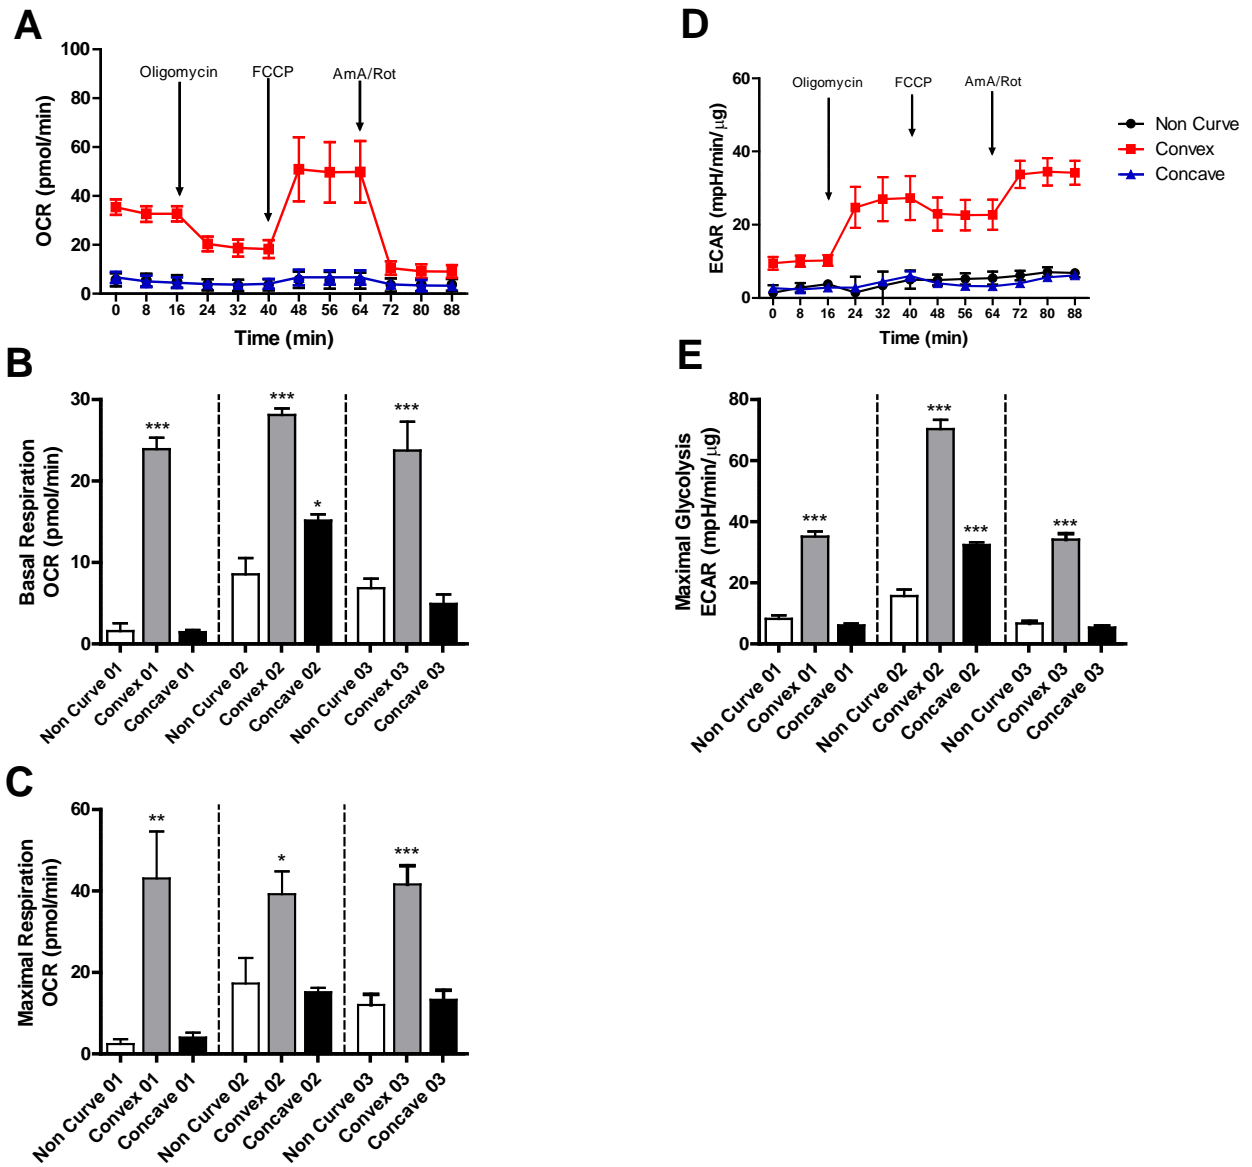 A
OCR (pmol/min)
100
80
60
40
20
0
Oligomycin
FCCP
AmA/Rot
0 8 16 24 32 40 48 56 64 72 80 88
Time (min)
D
ECAR (mpH/min/μg)
60
40
20
0
Oligomycin
FCCP
AmA/Rot
0 8 16 24 32 40 48 56 64 72 80 88
Time (min)
Non Curve
Convex
Concave
B
Basal Respiration
OCR (pmol/min)
30
20
10
0
***
***
*
***
Non Curve 01
Convex 01
Concave 01
Non Curve 02
Convex 02
Concave 02
Non Curve 03
Convex 03
Concave 03
E
Maximal Glycolysis
ECAR (mpH/min/μg)
80
60
40
20
0
***
***
***
***
Non Curve 01
Convex 01
Concave 01
Non Curve 02
Convex 02
Concave 02
Non Curve 03
Convex 03
Concave 03
C
Maximal Respiration
OCR (pmol/min)
60
40
20
0
**
*
***
Non Curve 01
Convex 01
Concave 01
Non Curve 02
Convex 02
Concave 02
Non Curve 03
Convex 03
Concave 03